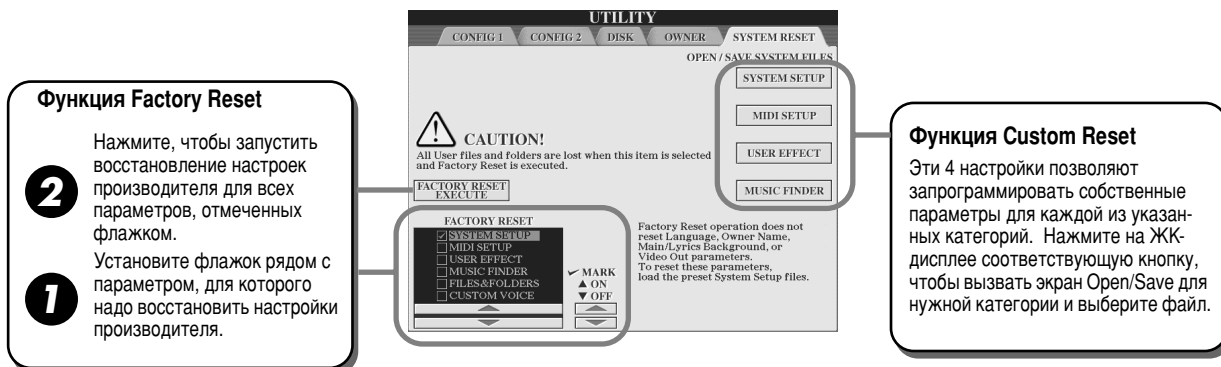 UTILITY
CONFIG 1 CONFIG 2 DISK OWNER SYSTEM RESET
OPEN / SAVE SYSTEM FILES
SYSTEM SETUP
MIDI SETUP
USER EFFECT
MUSIC FINDER
CAUTION!
All User files and folders are lost when this item is selected
and Factory Reset is executed.
FACTORY RESET
EXECUTE
FACTORY RESET
SYSTEM SETUP
MIDI SETUP
USER EFFECT
MUSIC FINDER
FILES&FOLDERS
CUSTOM VOICE
MARK
▲ ON
▼ OFF
Factory Reset operation does not
reset Language, Owner Name,
Main/Lyrics Background, or
Video Out parameters.
To reset these parameters,
load the preset System Setup files.
Функция Factory Reset
2
Нажмите, чтобы запустить
восстановление настроек
производителя для всех
параметров, отмеченных
флажком.
1
Установите флажок рядом с
параметром, для которого
надо восстановить настройки
производителя.
Функция Custom Reset
Эти 4 настройки позволяют
запрограммировать собственные
параметры для каждой из указан-
ных категорий. Нажмите на ЖК-
дисплее соответствующую кнопку,
чтобы вызвать экран Open/Save для
нужной категории и выберите файл.